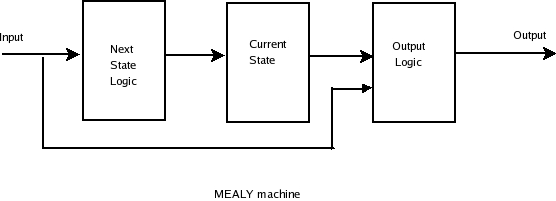 Input
Next
State
Logic
Current
State
Output
Logic
Output
MEALY machine